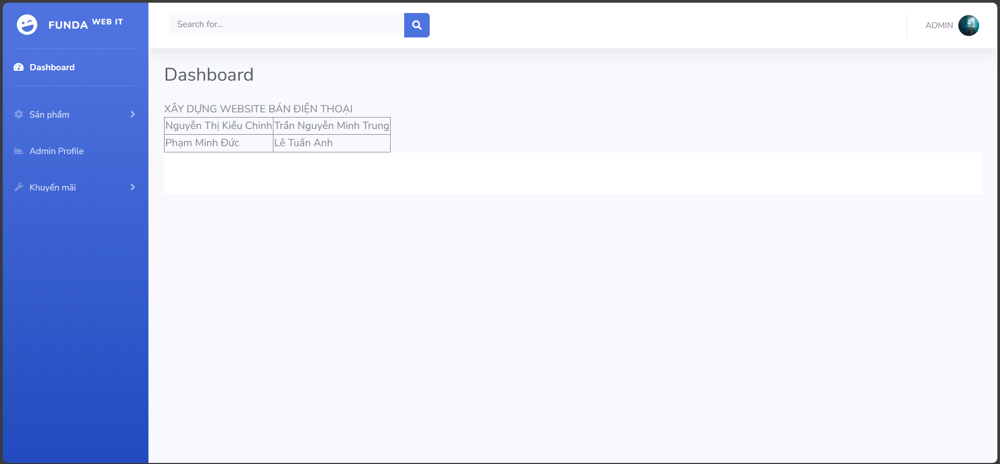 FUNDA WEB IT
Search for...
ADMIN
Dashboard
Dashboard
Sản phẩm
Admin Profile
Khuyến mãi
XÂY DỰNG WEBSITE BÁN ĐIỆN THOẠI
Nguyễn Thị Kiều Chinh Trần Nguyễn Minh Trung
Phạm Minh Đức Lê Tuấn Anh